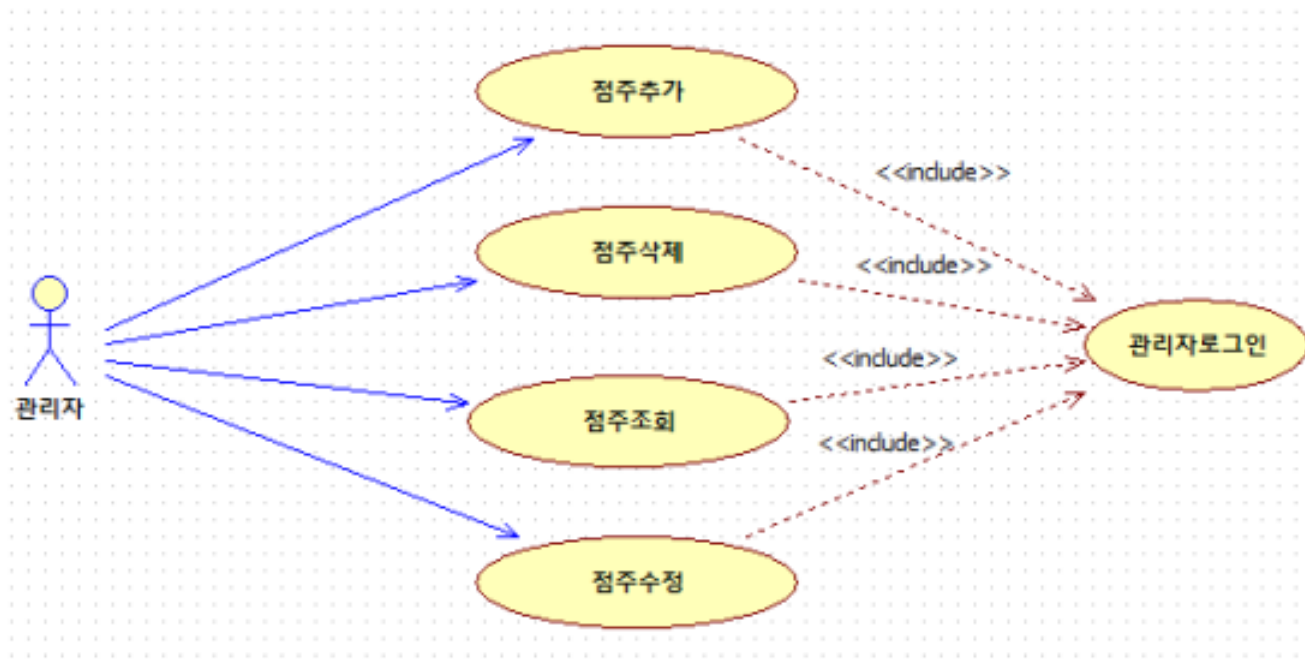 점주추가
<<include>>
점주삭제
<<include>>
관리자
관리자로그인
<<include>>
점주조회
<<include>>
점주수정